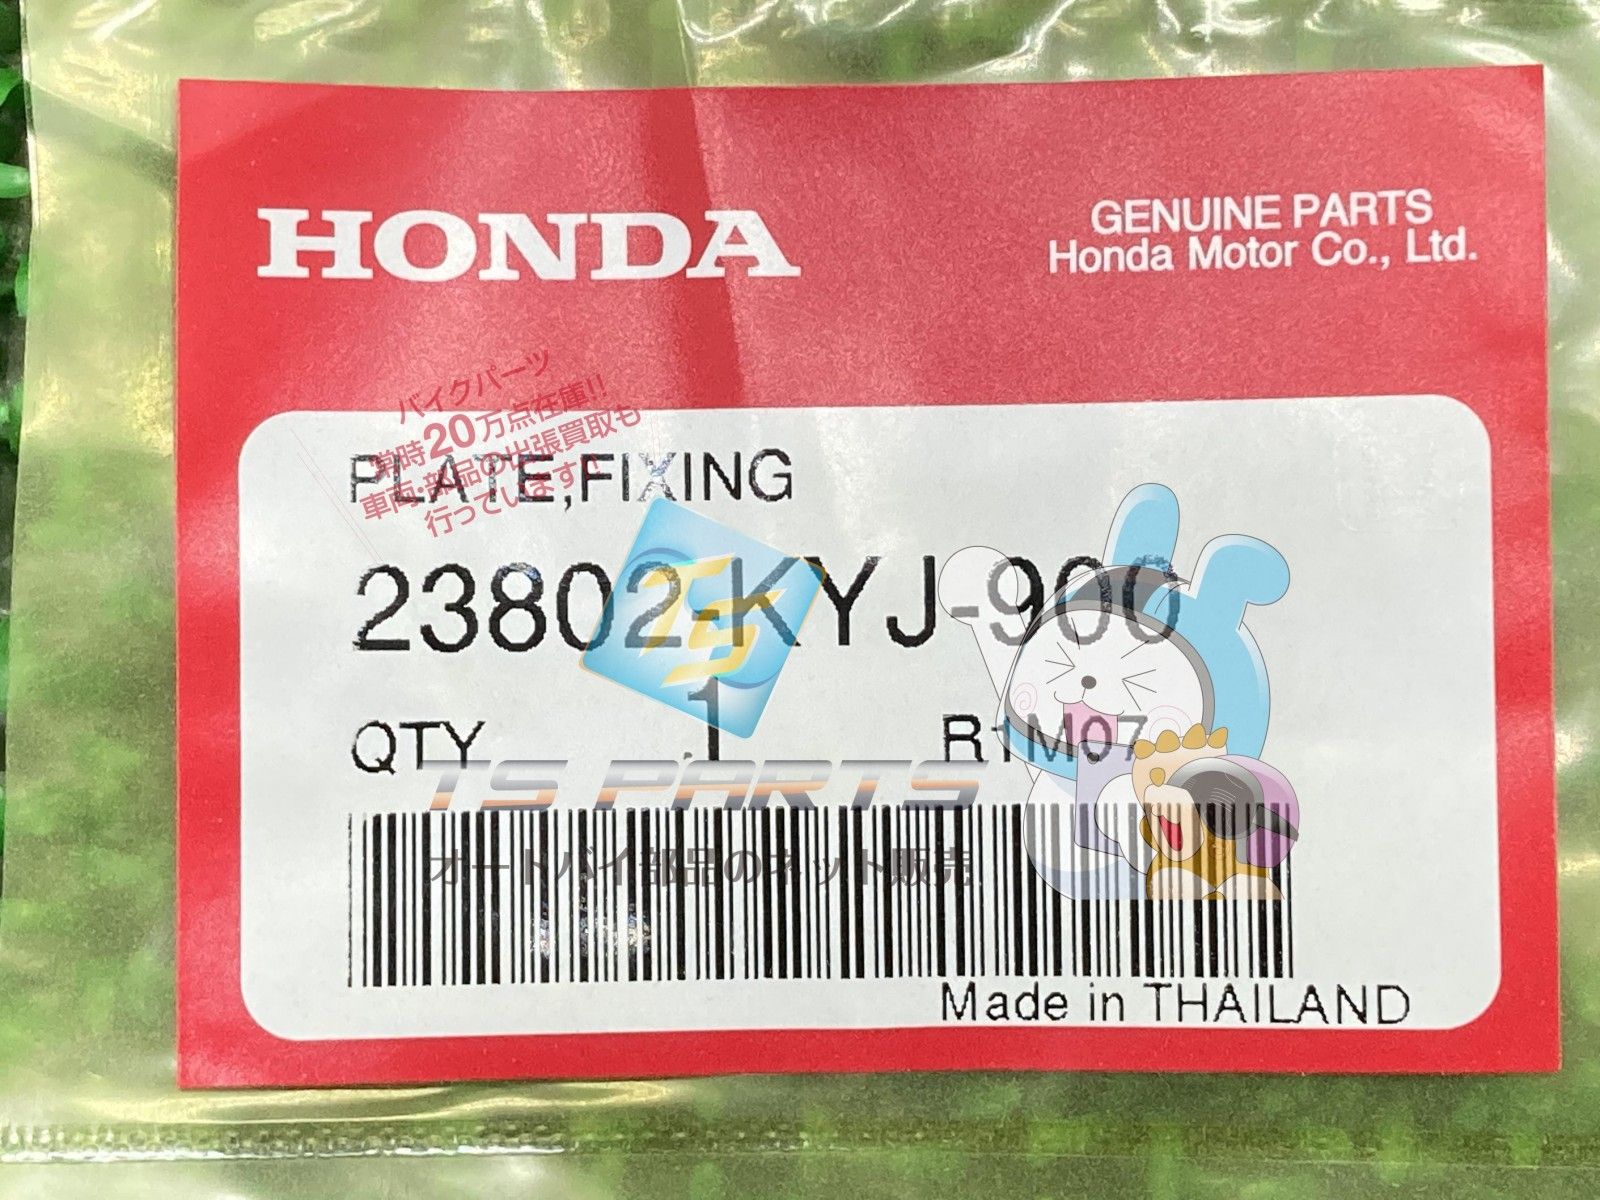 HONDA
GENUINE PARTS
Honda Motor Co., Ltd.
バイクパーツ
常時20万点在庫!!
車両・部品の出張買取も
行っています!!
PLATE,FIXING
23802-KYJ-900
TS
QTY 1 R1M07
TS PARTS
オートバイ部品のネット販売
Made in THAILAND